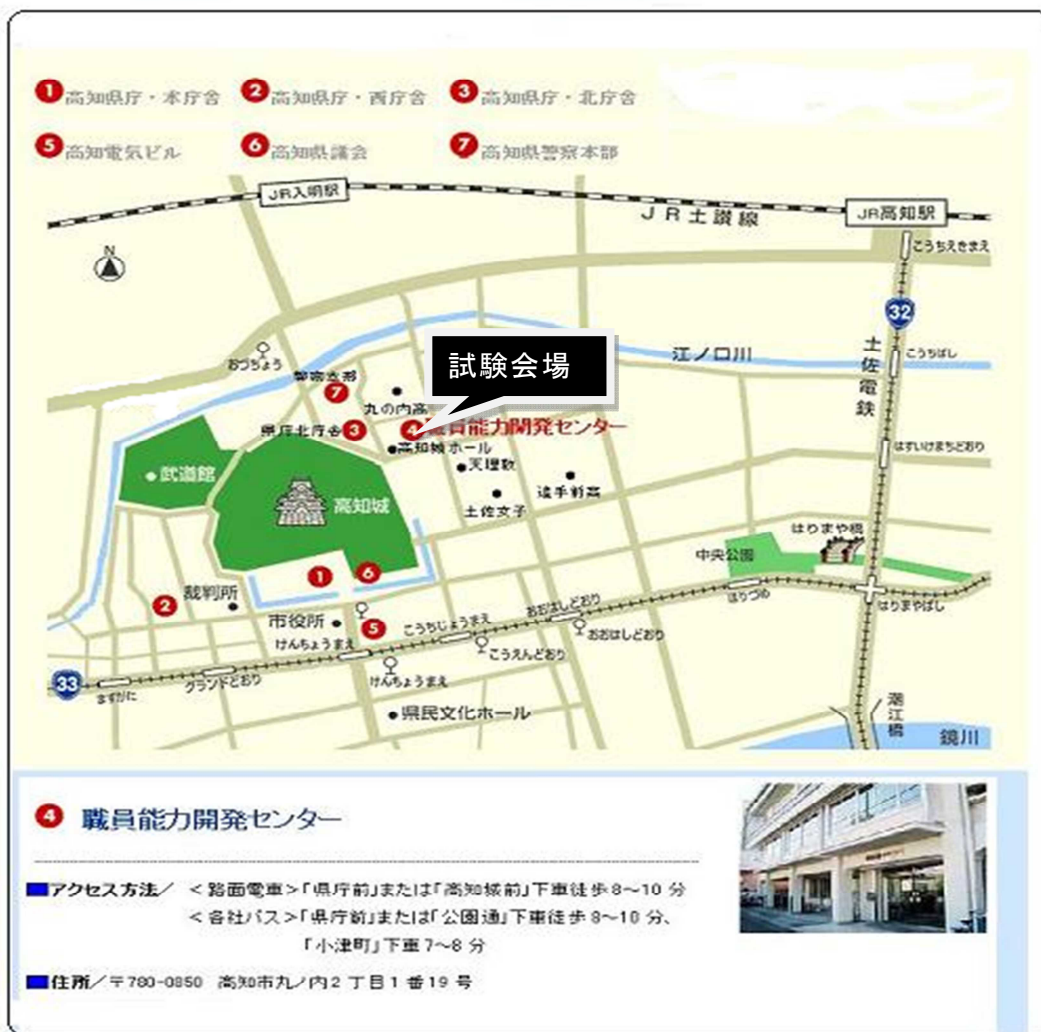 1 高知県庁・本庁舎 2 高知県庁・西庁舎 3 高知県庁・北庁舎
5 高知電気ビル 6 高知県議会 7 高知県警察本部
JR入明駅
JR土讃線
JR高知駅
こうちえきまえ
N
32
土佐電鉄
こうちばし
江ノ口川
試験会場
おづちょう
警察本部
7
丸の内高
県庁北庁舎 3
4 職員能力開発センター
高知城ホール
天理教
土佐女子
追手前高
はすいけまちどおり
武道館
高知城
はりまや橋
中央公園
1
6
2
裁判所
市役所
5
けんちょうまえ
こうちじょうまえ
おおはしどおり
ほりづめ
はりまやばし
おおはしどおり
こうえんどおり
けんちょうまえ
グランドどおり
ますがた
33
県民文化ホール
潮江橋
鏡川
4 職員能力開発センター
アクセス方法/ <路面電車>「県庁前」または「高知城前」下車徒歩8~10 分
<各社バス>「県庁前」または「公園通」下車徒歩8~10 分、
「小津町」下車7~8 分
住所/〒780-0850 高知市丸ノ内2 丁目1 番19 号